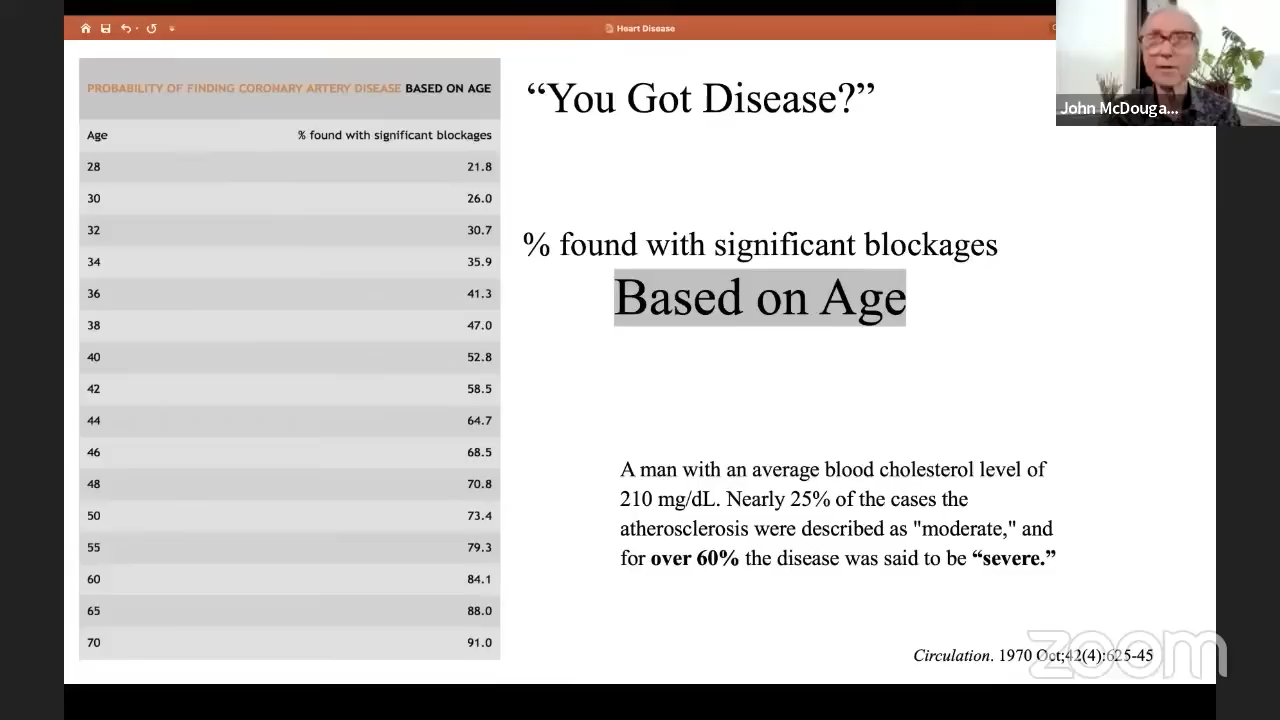 Heart Disease
PROBABILITY OF FINDING CORONARY ARTERY DISEASE BASED ON AGE
Age % found with significant blockages
28 21.8
30 26.0
32 30.7
34 35.9
36 41.3
38 47.0
40 52.8
42 58.5
44 64.7
46 68.5
48 70.8
50 73.4
55 79.3
60 84.1
65 88.0
70 91.0
“You Got Disease?”
% found with significant blockages
Based on Age
A man with an average blood cholesterol level of
210 mg/dL. Nearly 25% of the cases the
atherosclerosis were described as "moderate," and
for over 60% the disease was said to be “severe.”
Circulation. 1970 Oct;42(4):625-45
John McDouga...
zoom